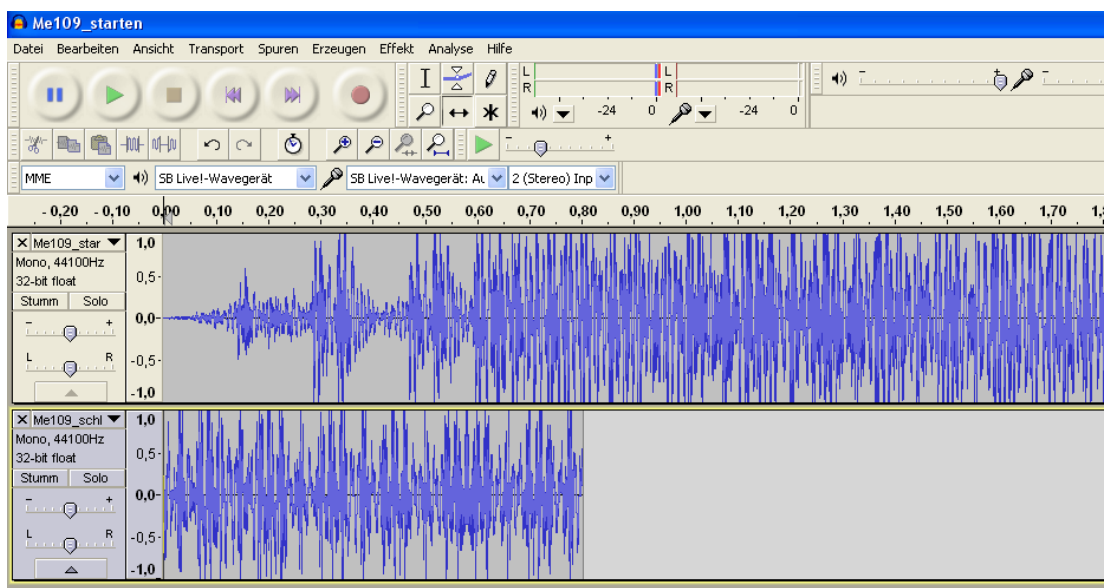 Me109_starten
Datei Bearbeiten Ansicht Transport Spuren Erzeugen Effekt Analyse Hilfe
L
R
L
R
-24 0
-24 0
- +
-
- +
MME
SB Live!-Wavegerät
SB Live!-Wavegerät: Au
2 (Stereo) Inp
- 0,20 - 0,10 0,00 0,10 0,20 0,30 0,40 0,50 0,60 0,70 0,80 0,90 1,00 1,10 1,20 1,30 1,40 1,50 1,60 1,70 1,
X Me109_star
Mono, 44100Hz
32-bit float
Stumm Solo
- +
L R
1,0
0,5-
0,0-
-0,5-
-1,0
X Me109_schl
Mono, 44100Hz
32-bit float
Stumm Solo
- +
L R
1,0
0,5-
0,0-
-0,5-
-1,0